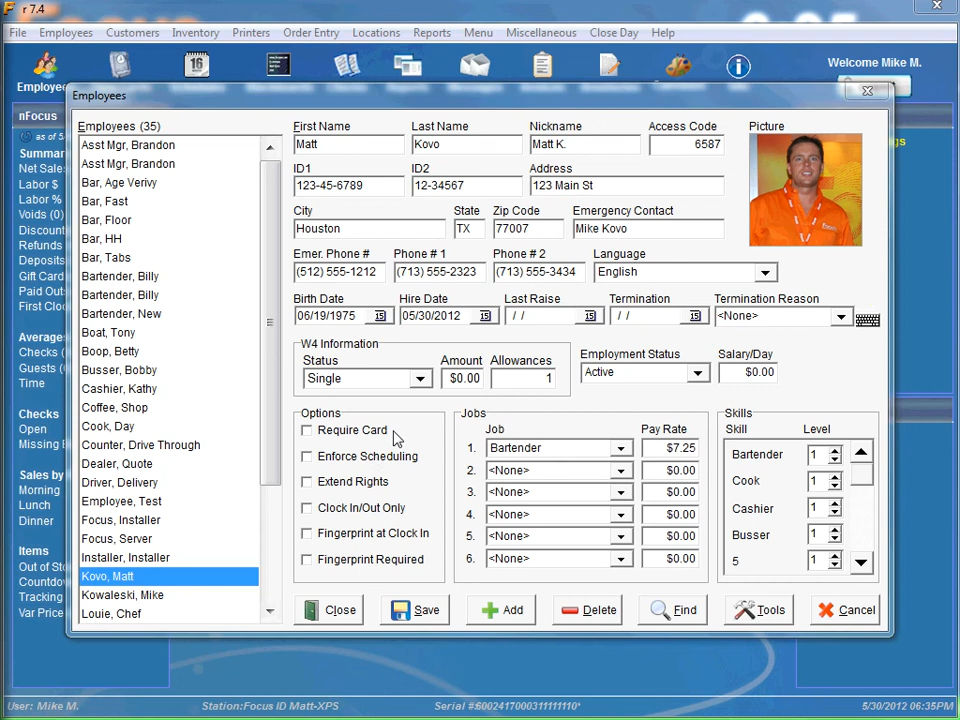 r 7.4
File Employees Customers Inventory Printers Order Entry Locations Reports Menu Miscellaneous Close Day Help
16
Welcome Mike M.
Employees
nFocus
as of 5/
Summar
Net Sale
Labor $
Labor %
Voids (0)
Discount
Refunds
Deposits
Gift Card
Paid Out
First Cloc
Average
Checks (
Guests (
Time
Checks
Open
Missing
Sales by
Morning
Lunch
Dinner
Items
Out of Sto
Countdo
Tracking
Var Price
Employees
Employees (35)
Asst Mgr, Brandon
Asst Mgr, Brandon
Bar, Age Verivy
Bar, Fast
Bar, Floor
Bar, HH
Bar, Tabs
Bartender, Billy
Bartender, Billy
Bartender, New
Boat, Tony
Boop, Betty
Busser, Bobby
Cashier, Kathy
Coffee, Shop
Cook, Day
Counter, Drive Through
Dealer, Quote
Driver, Delivery
Employee, Test
Focus, Installer
Focus, Server
Installer, Installer
Kovo, Matt
Kowaleski, Mike
Louie, Chef
First Name Last Name Nickname Access Code Picture
Matt Kovo Matt K. 6587
ID1 ID2 Address
123-45-6789 12-34567 123 Main St
City State Zip Code Emergency Contact
Houston TX 77007 Mike Kovo
Emer. Phone # Phone # 1 Phone # 2 Language
(512) 555-1212 (713) 555-2323 (713) 555-3434 English
Birth Date Hire Date Last Raise Termination Termination Reason
06/19/1975 15 05/30/2012 15 / / 15 / / 15 <None>
W4 Information
Status Amount Allowances Employment Status Salary/Day
Single $0.00 1 Active $0.00
Options
Require Card
Enforce Scheduling
Extend Rights
Clock In/Out Only
Fingerprint at Clock In
Fingerprint Required
Jobs
Job Pay Rate
1. Bartender $7.25
2. <None> $0.00
3. <None> $0.00
4. <None> $0.00
5. <None> $0.00
6. <None> $0.00
Skills
Skill Level
Bartender 1
Cook 1
Cashier 1
Busser 1
5 1
Close Save Add Delete Find Tools Cancel
User: Mike M. Station:Focus ID Matt-XPS Serial #:6002417000311111110* 5/30/2012 06:35PM